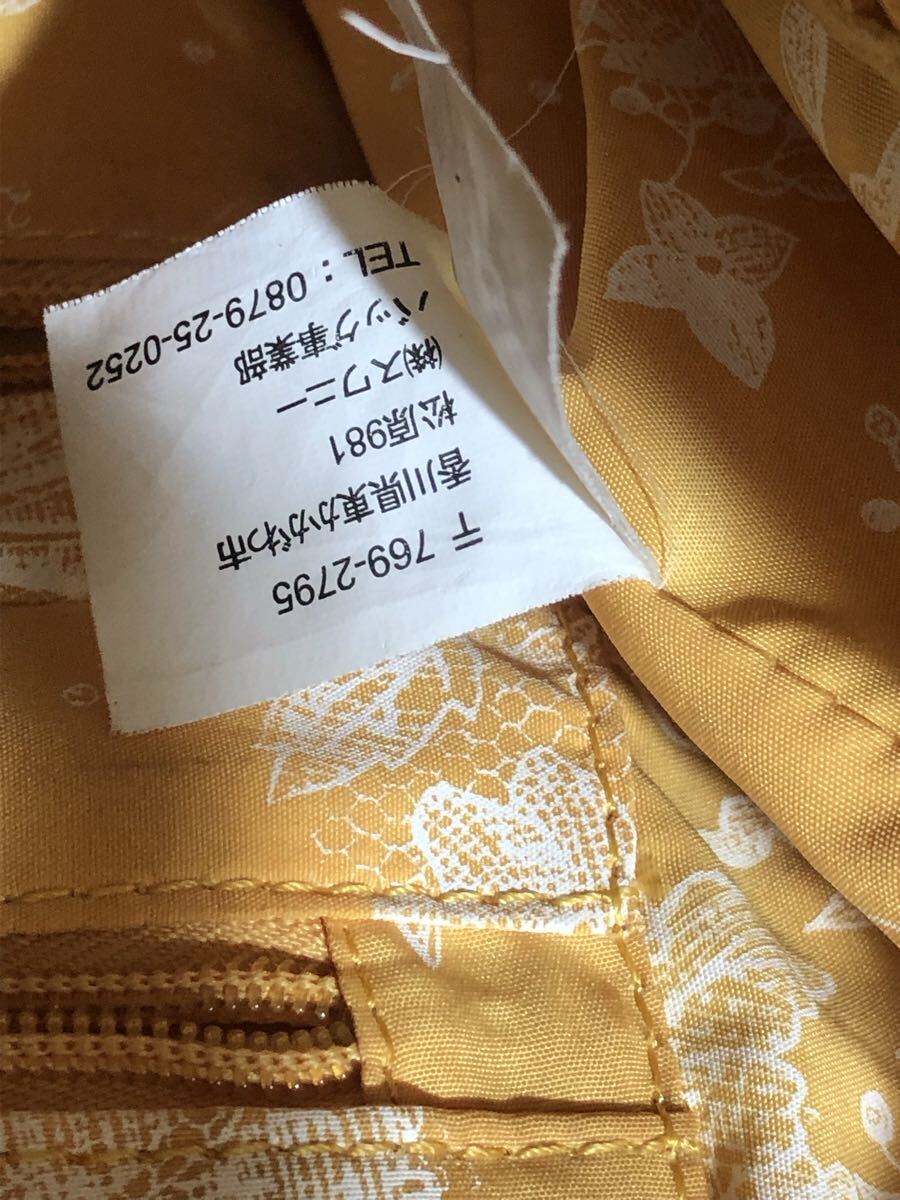 〒 769-2795
香川県東かがわ市
松原981
㈱スワニー
バッグ事業部
TEL：0879-25-0252